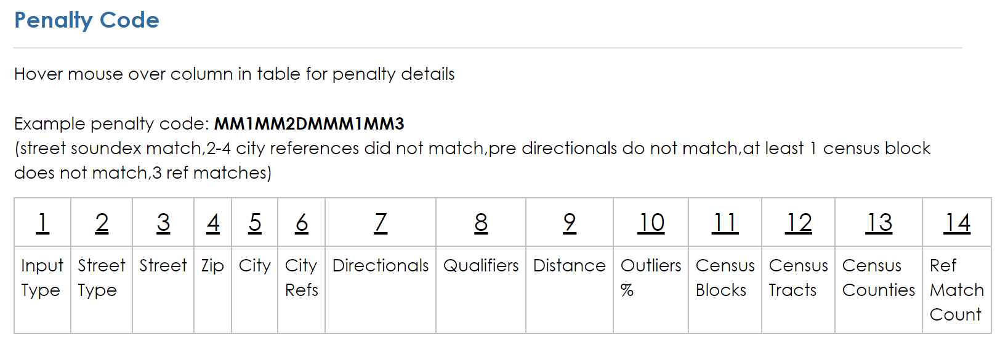 Penalty Code
Hover mouse over column in table for penalty details
Example penalty code: MM1MM2DMMM1MM3
(street soundex match,2-4 city references did not match,pre directionals do not match,at least 1 census block
does not match,3 ref matches)
1 2 3 4 5 6 7 8 9 10 11 12 13 14
Input Street Street Zip City City Directionals Qualifiers Distance Outliers Census Census Census Ref
Type Type Refs % Blocks Tracts Counties Match
Count